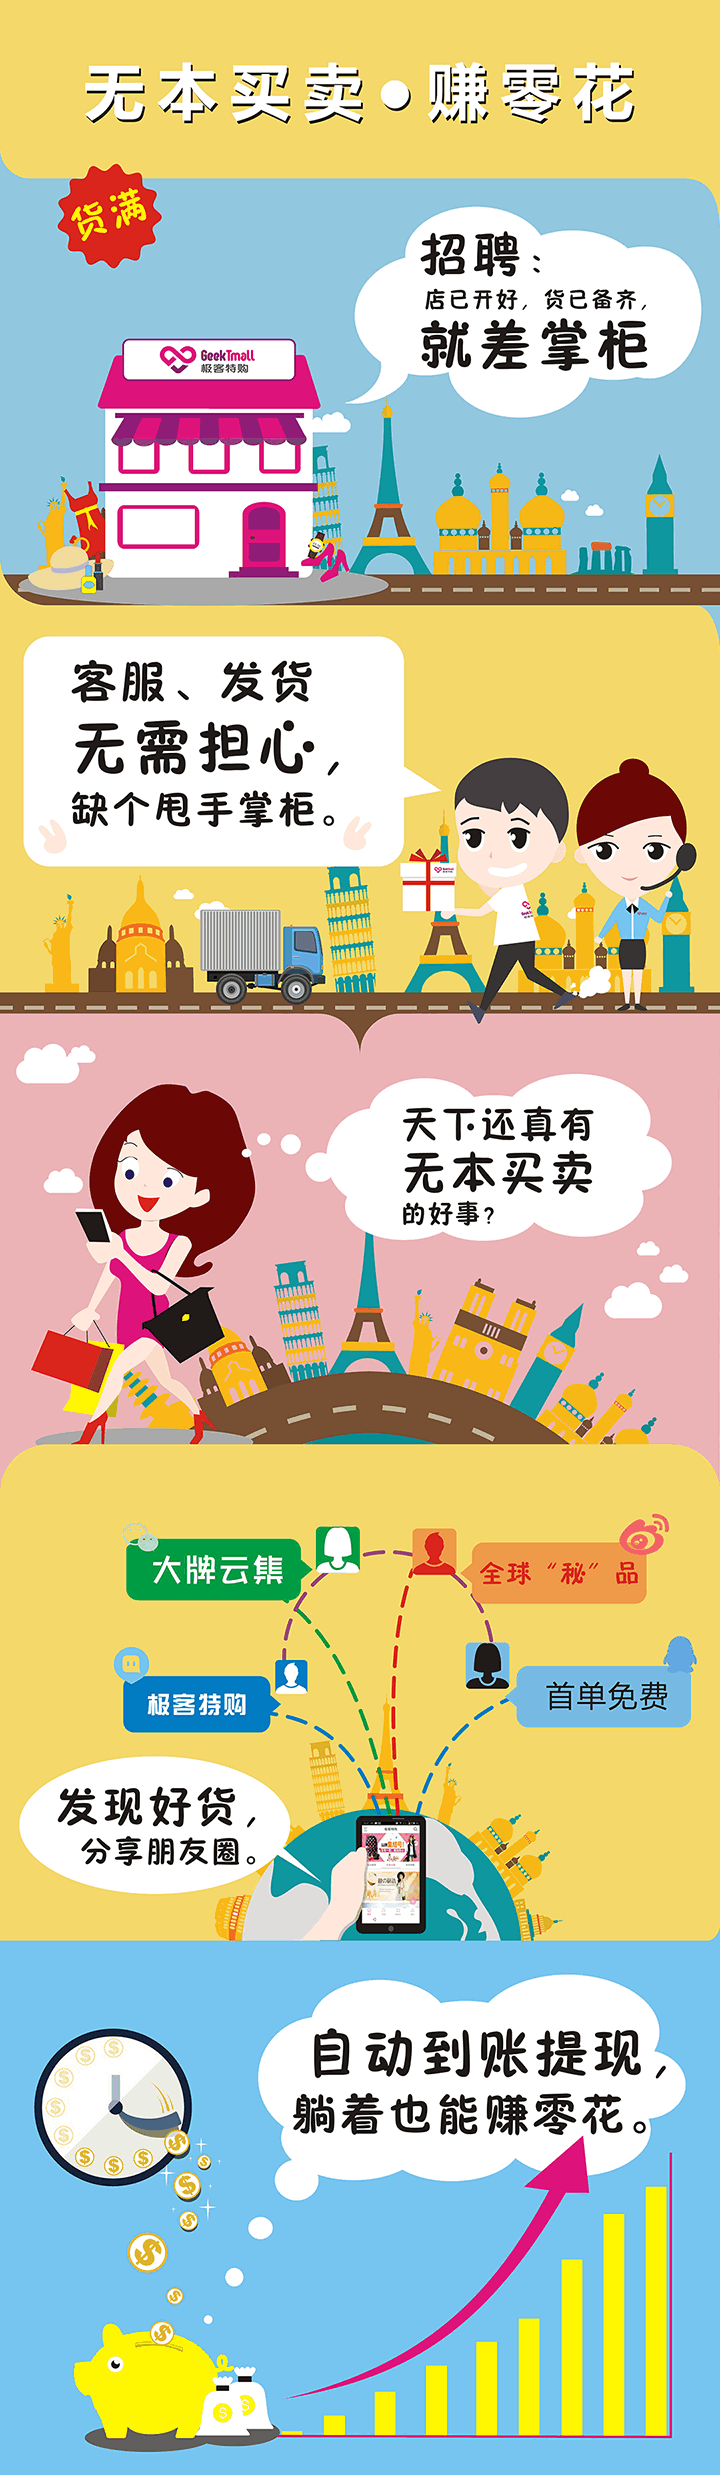 无本买卖•赚零花
货满
招聘：
店已开好，货已备齐，
就差掌柜
GeekTmall
极客特购
客服、发货
无需担心，
缺个甩手掌柜。
天下还真有
无本买卖
的好事？
大牌云集
全球“秘”品
极客特购
首单免费
发现好货，
分享朋友圈。
自动到账提现，
躺着也能赚零花。